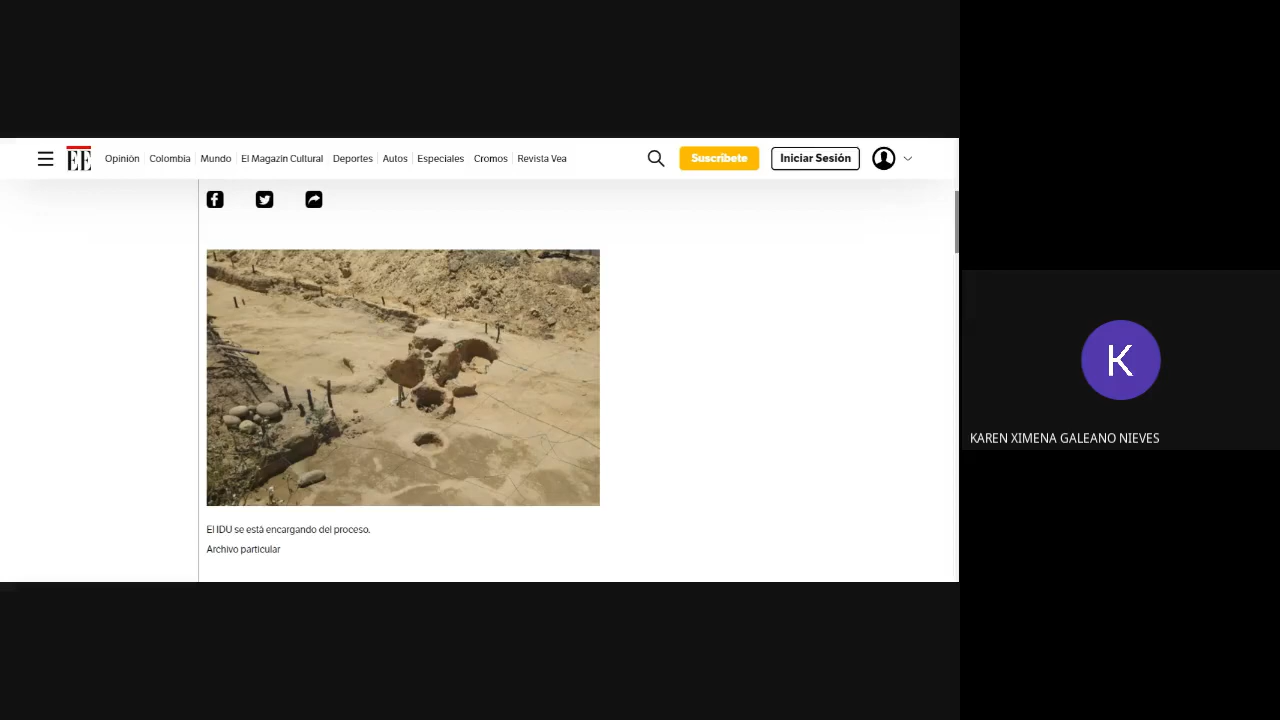 EE
Opinión
Colombia
Mundo
El Magazín Cultural
Deportes
Autos
Especiales
Cromos
Revista Vea
Suscríbete
Iniciar Sesión
El IDU se está encargando del proceso.
Archivo particular
K
KAREN XIMENA GALEANO NIEVES